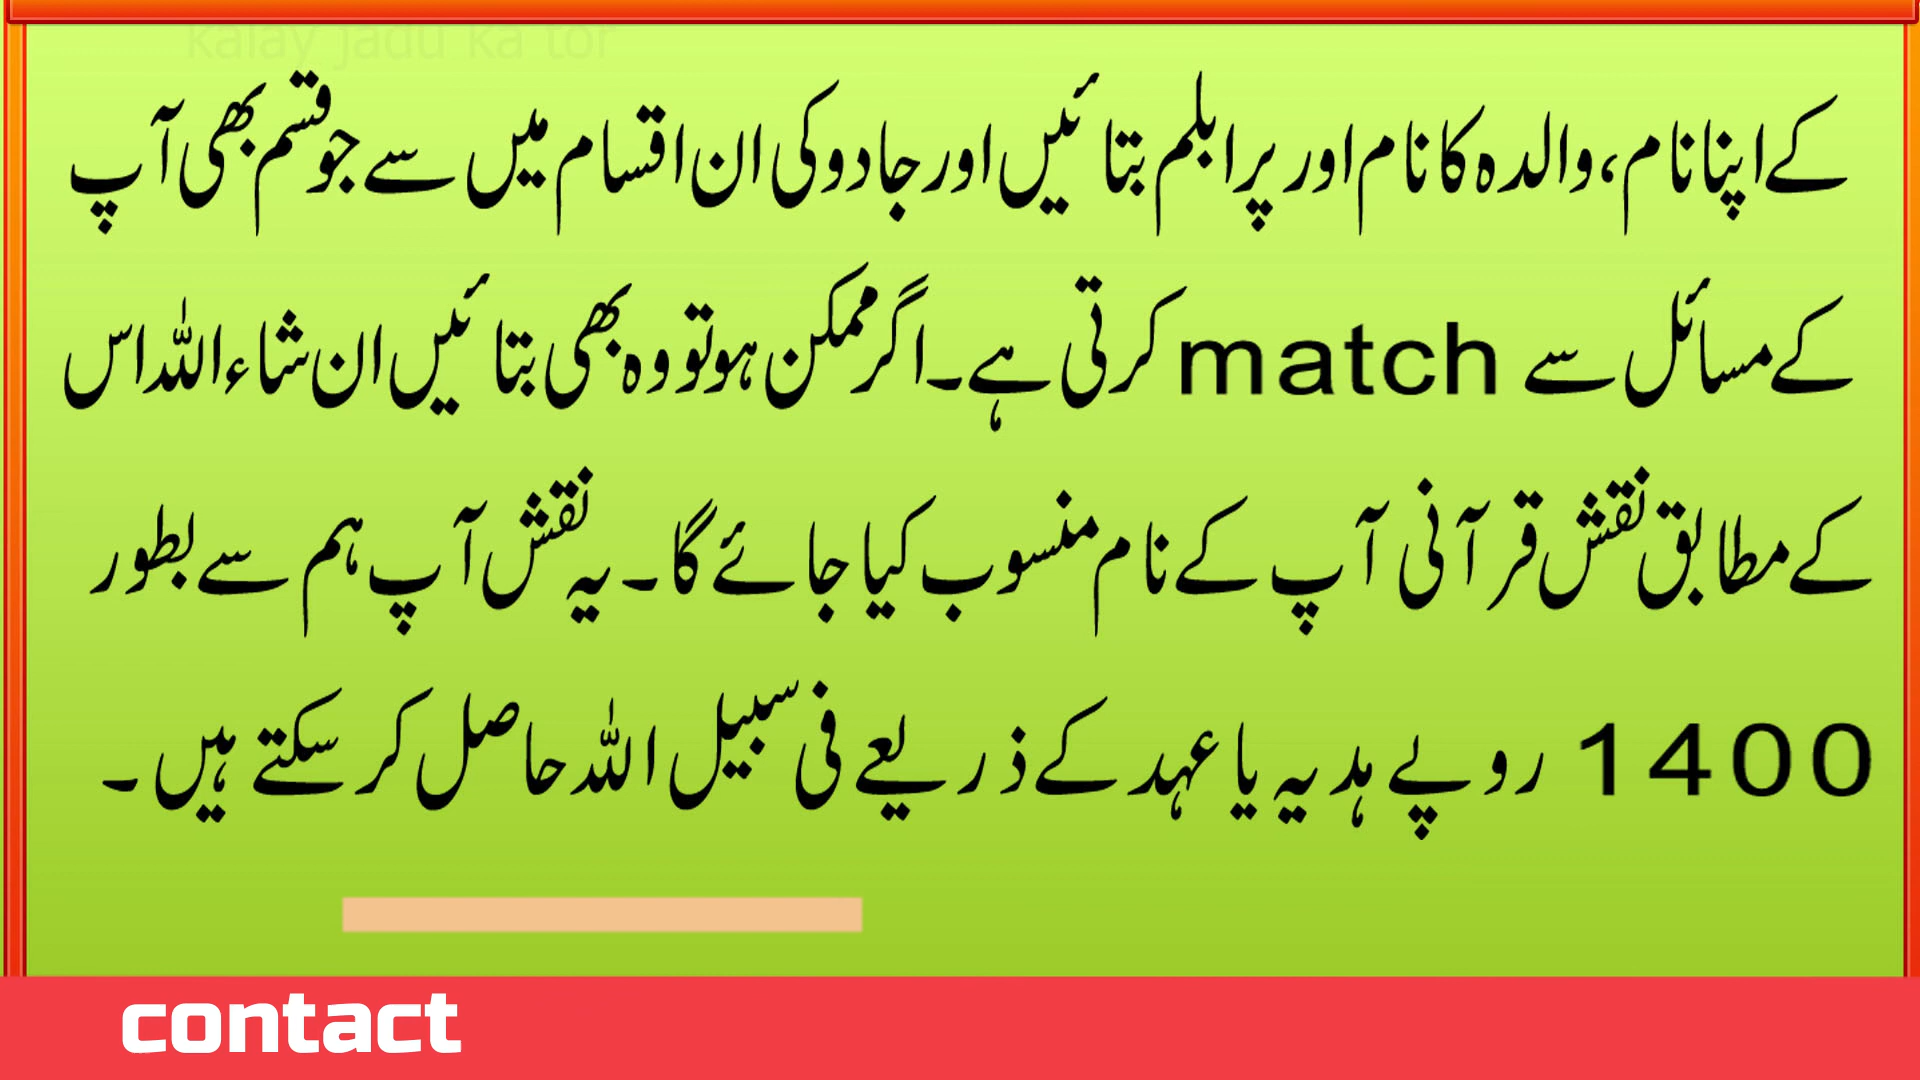 kalay jadu ka tor
کے اپنا نام، والدہ کا نام اور پرابلم بتائیں اور جادو کی ان اقسام میں سے جو قسم بھی آپ
کے مسائل سے match کرتی ہے۔ اگر ممکن ہو تو وہ بھی بتائیں ان شاء اللہ اس
کے مطابق نقش قرآنی آپ کے نام منسوب کیا جائے گا۔ یہ نقش آپ ہم سے بطور
1400 روپے ہدیہ یا عہد کے ذریعے فی سبیل اللہ حاصل کر سکتے ہیں۔
contact